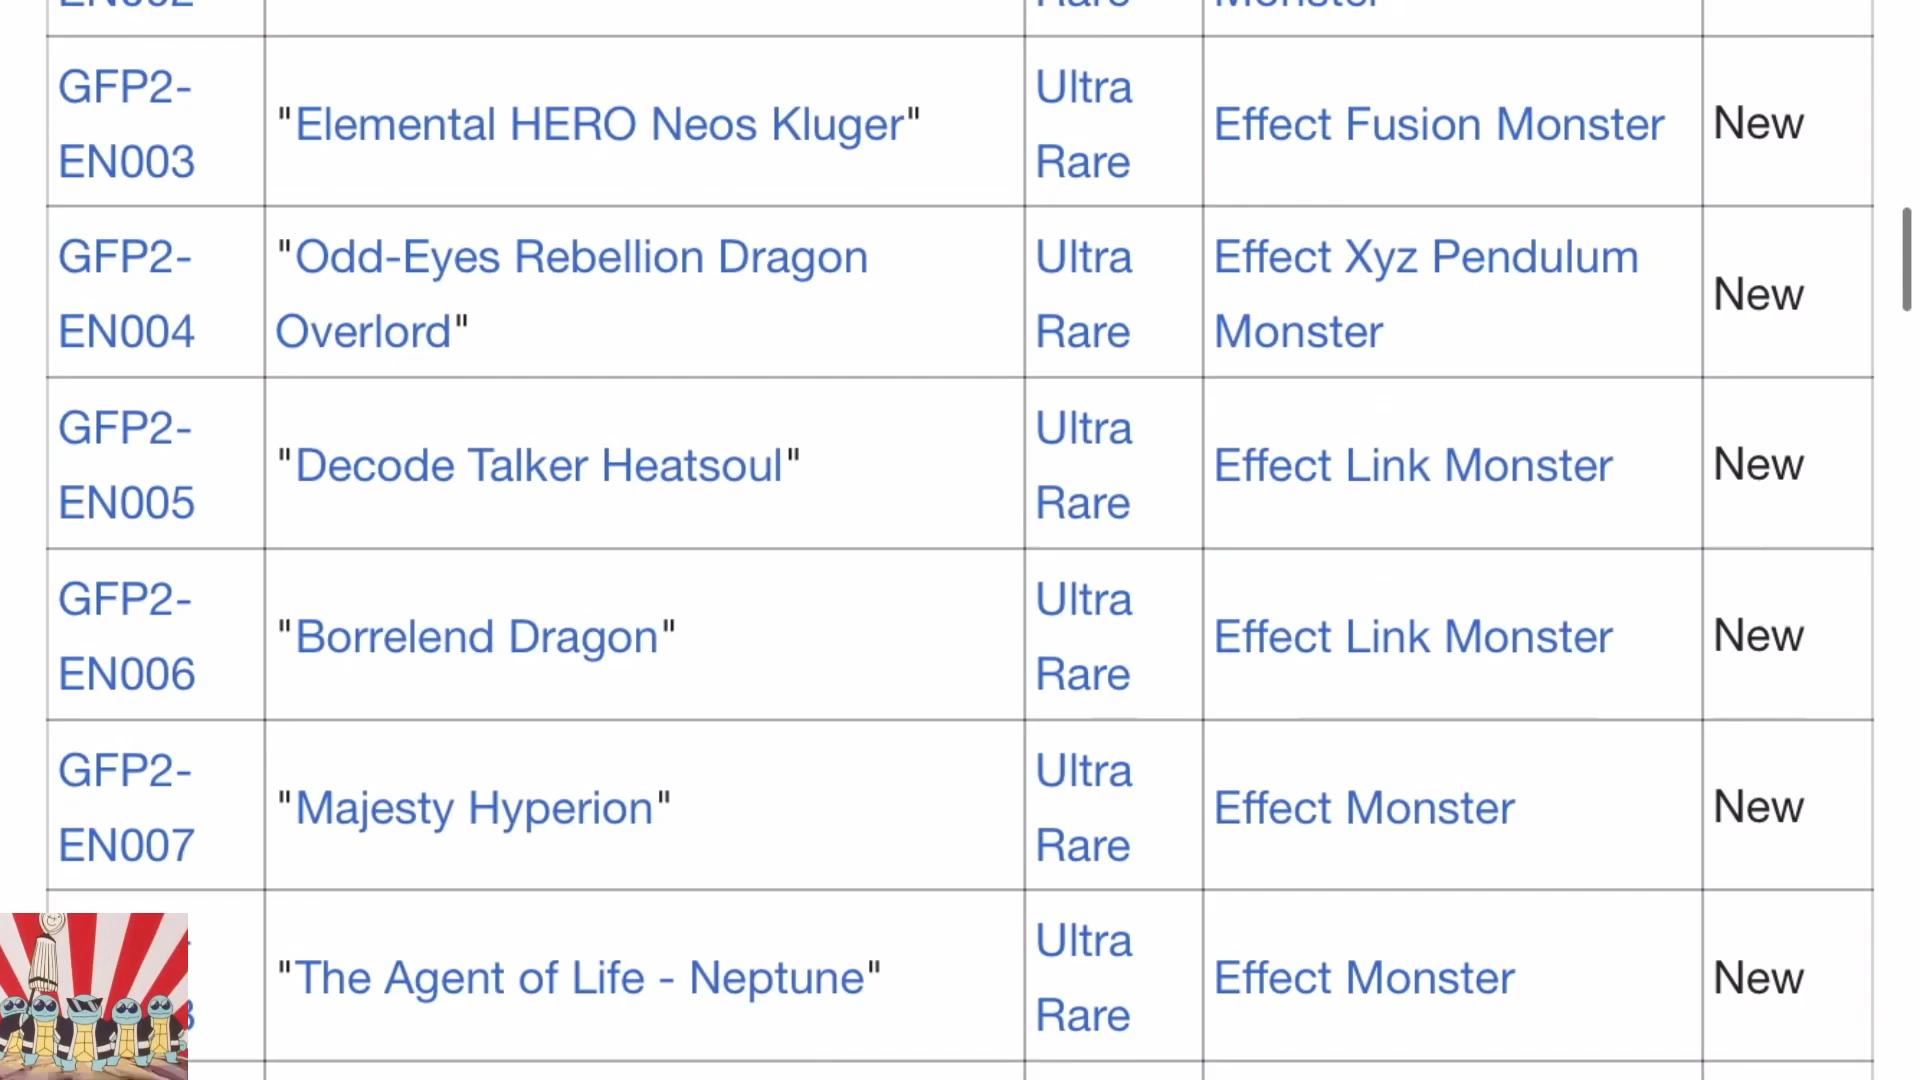 EN002
Rare
Monster
GFP2-
EN003
"Elemental HERO Neos Kluger"
Ultra
Rare
Effect Fusion Monster
New
GFP2-
EN004
"Odd-Eyes Rebellion Dragon
Overlord"
Ultra
Rare
Effect Xyz Pendulum
Monster
New
GFP2-
EN005
"Decode Talker Heatsoul"
Ultra
Rare
Effect Link Monster
New
GFP2-
EN006
"Borrelend Dragon"
Ultra
Rare
Effect Link Monster
New
GFP2-
EN007
"Majesty Hyperion"
Ultra
Rare
Effect Monster
New
"The Agent of Life - Neptune"
Ultra
Rare
Effect Monster
New